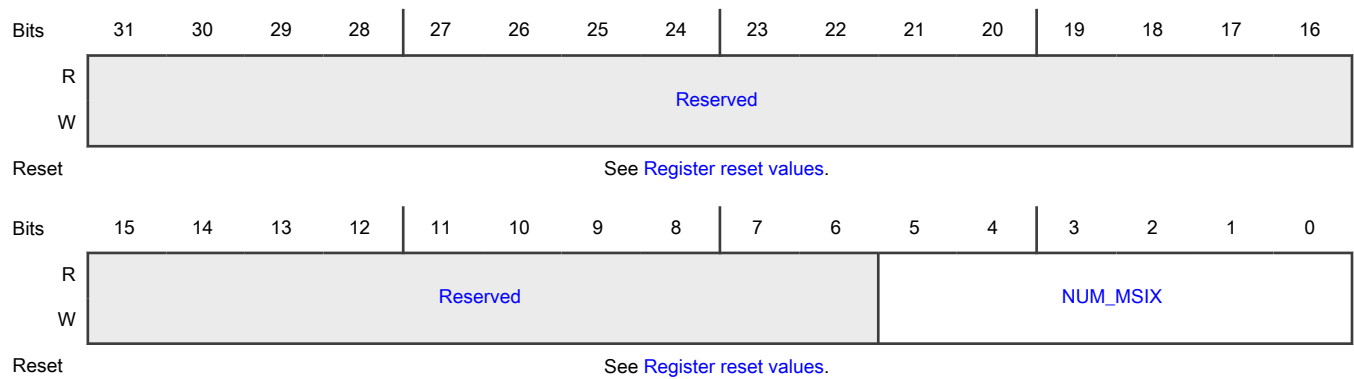 Bits 31 30 29 28 27 26 25 24 23 22 21 20 19 18 17 16
R
Reserved
W
Reset See Register reset values.
Bits 15 14 13 12 11 10 9 8 7 6 5 4 3 2 1 0
R
Reserved NUM_MSIX
W
Reset See Register reset values.